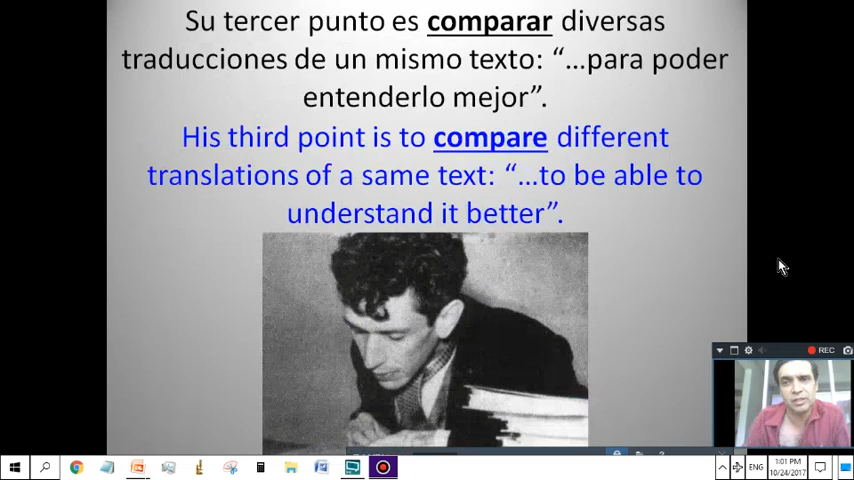 Su tercer punto es comparar diversas
traducciones de un mismo texto: “...para poder
entenderlo mejor”.
His third point is to compare different
translations of a same text: “...to be able to
understand it better”.
REC
ENG
1:01 PM
10/24/2017